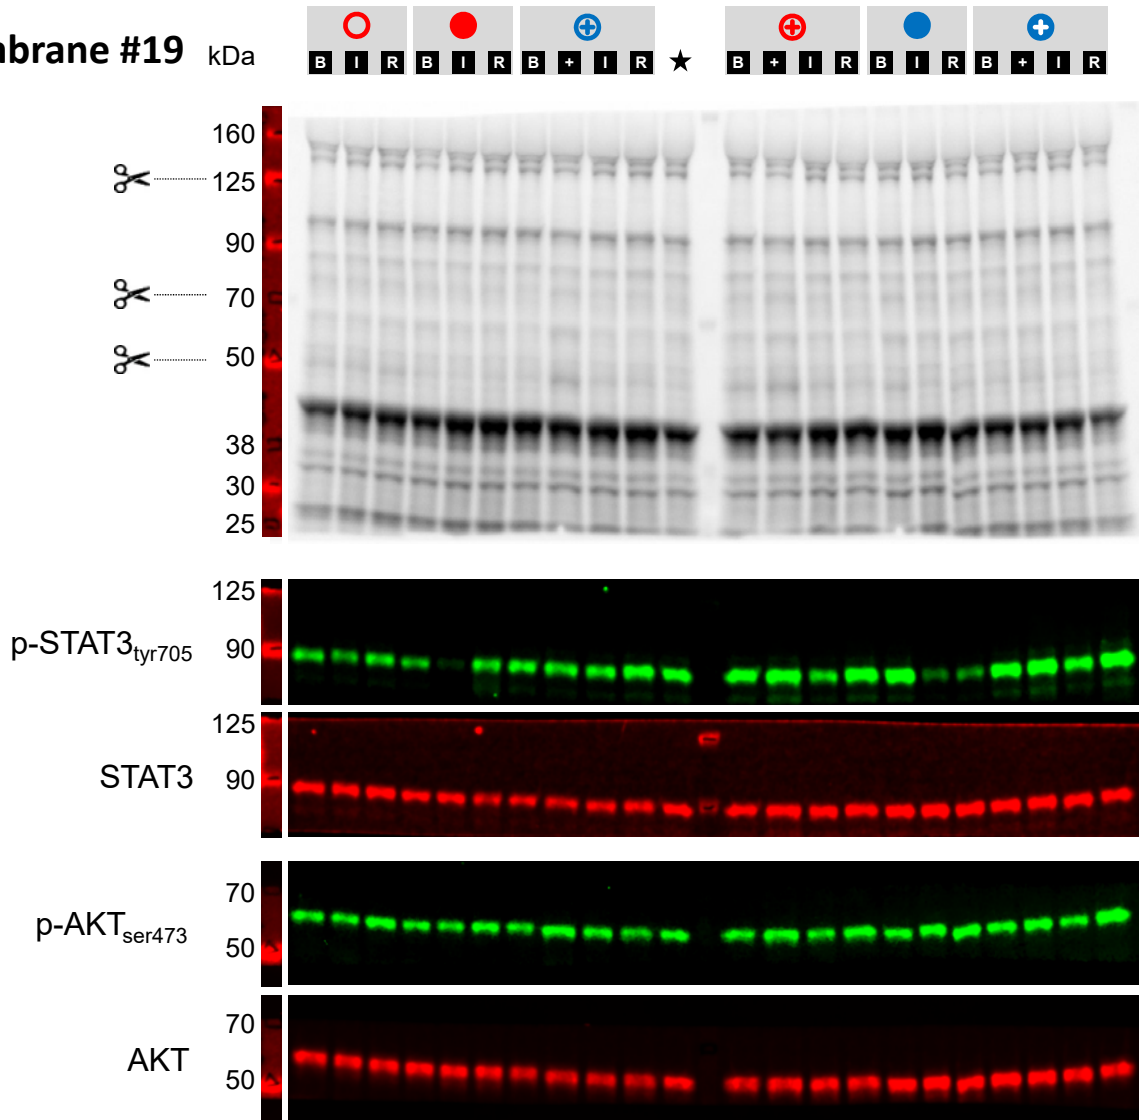 brane #19 kDa
B I R B I R B + I R ★ B + I R B I R B + I R
160
125
90
70
50
38
30
25
125
p-STAT3tyr705 90
125
STAT3 90
70
p-AKTser473 50
70
AKT 50